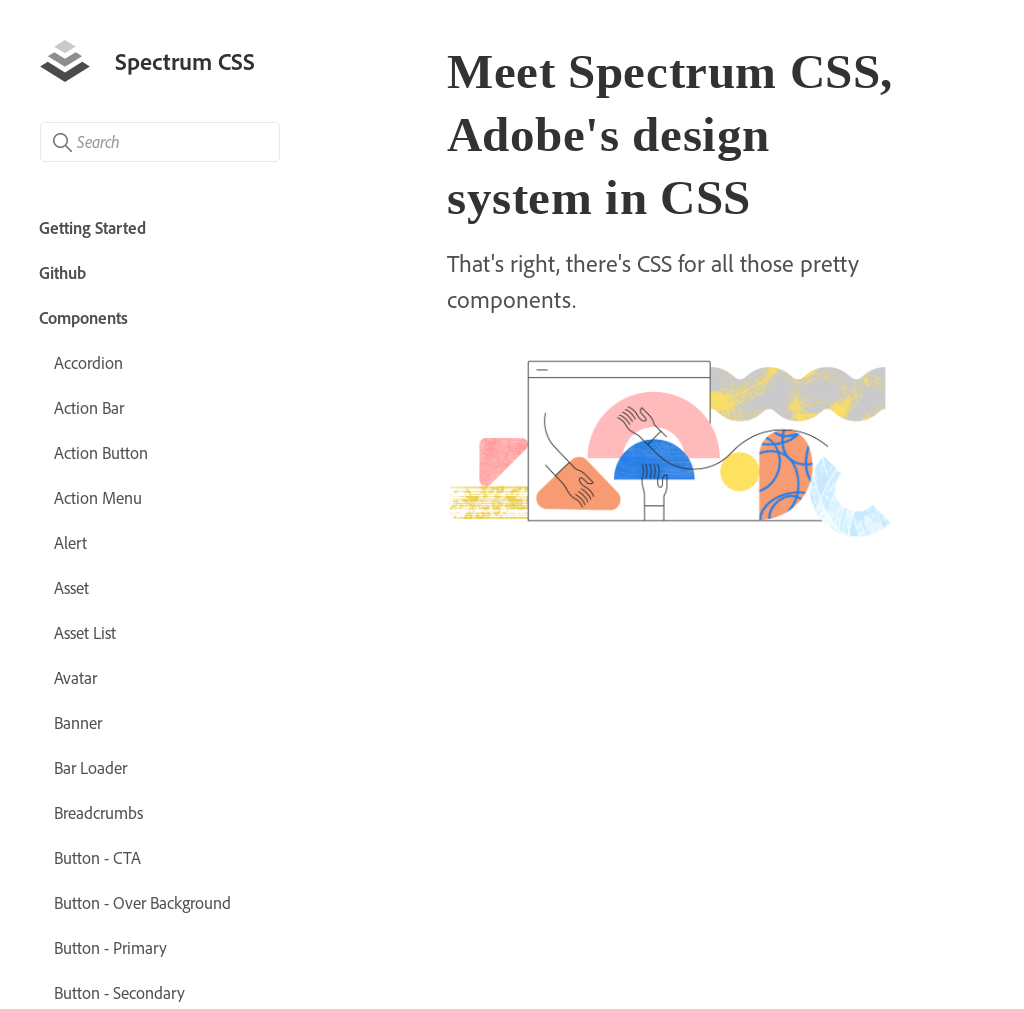 Spectrum CSS
Search
Getting Started
Github
Components
Accordion
Action Bar
Action Button
Action Menu
Alert
Asset
Asset List
Avatar
Banner
Bar Loader
Breadcrumbs
Button - CTA
Button - Over Background
Button - Primary
Button - Secondary
Meet Spectrum CSS,
Adobe's design
system in CSS
That's right, there's CSS for all those pretty
components.